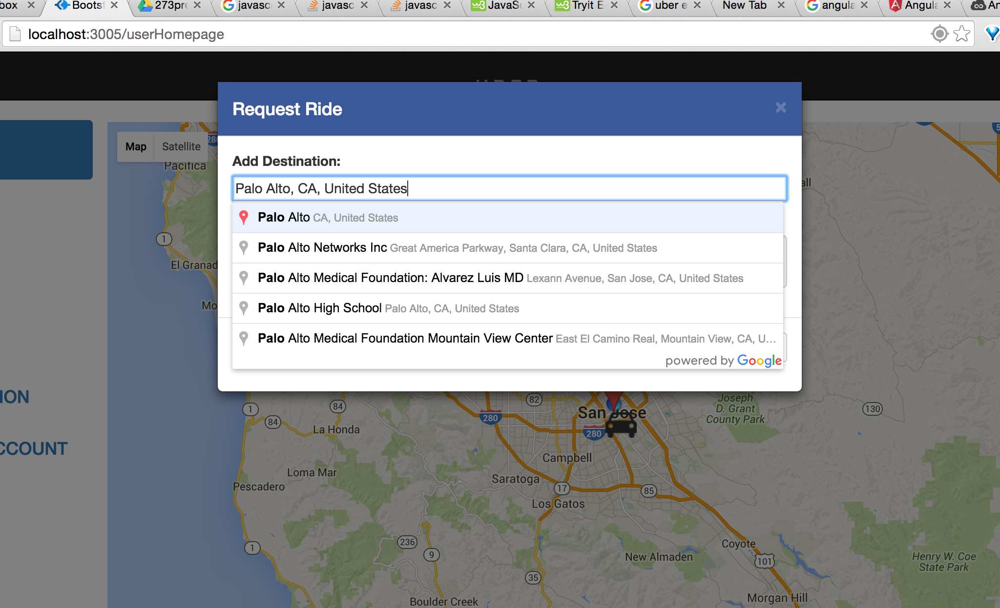 box
Boots
273pr
javasc
javasc
javasc
JavaSc
Tryit E
uber e
New Tab
angula
Angula
An
localhost:3005/userHomepage
Request Ride
Map
Satellite
280
5
Pacifica
Add Destination:
Palo Alto, CA, United States
all
Palo Alto CA, United States
Palo Alto Networks Inc Great America Parkway, Santa Clara, CA, United States
1
El Granad
Palo Alto Medical Foundation: Alvarez Luis MD Lexann Avenue, San Jose, CA, United States
Mo
Palo Alto High School Palo Alto, CA, United States
Palo Alto Medical Foundation Mountain View Center East El Camino Real, Mountain View, CA, U...
powered by Google
ION
1
84
84
82
280
San Jose
280
Joseph
D. Grant
County Park
130
La Honda
CCOUNT
Campbell
Loma Mar
Saratoga
Pescadero
17
85
Los Gatos
1
236
9
Coyote
New Almaden
101
Henry W. Coe
State Park
35
Boulder Creek
Morgan Hill